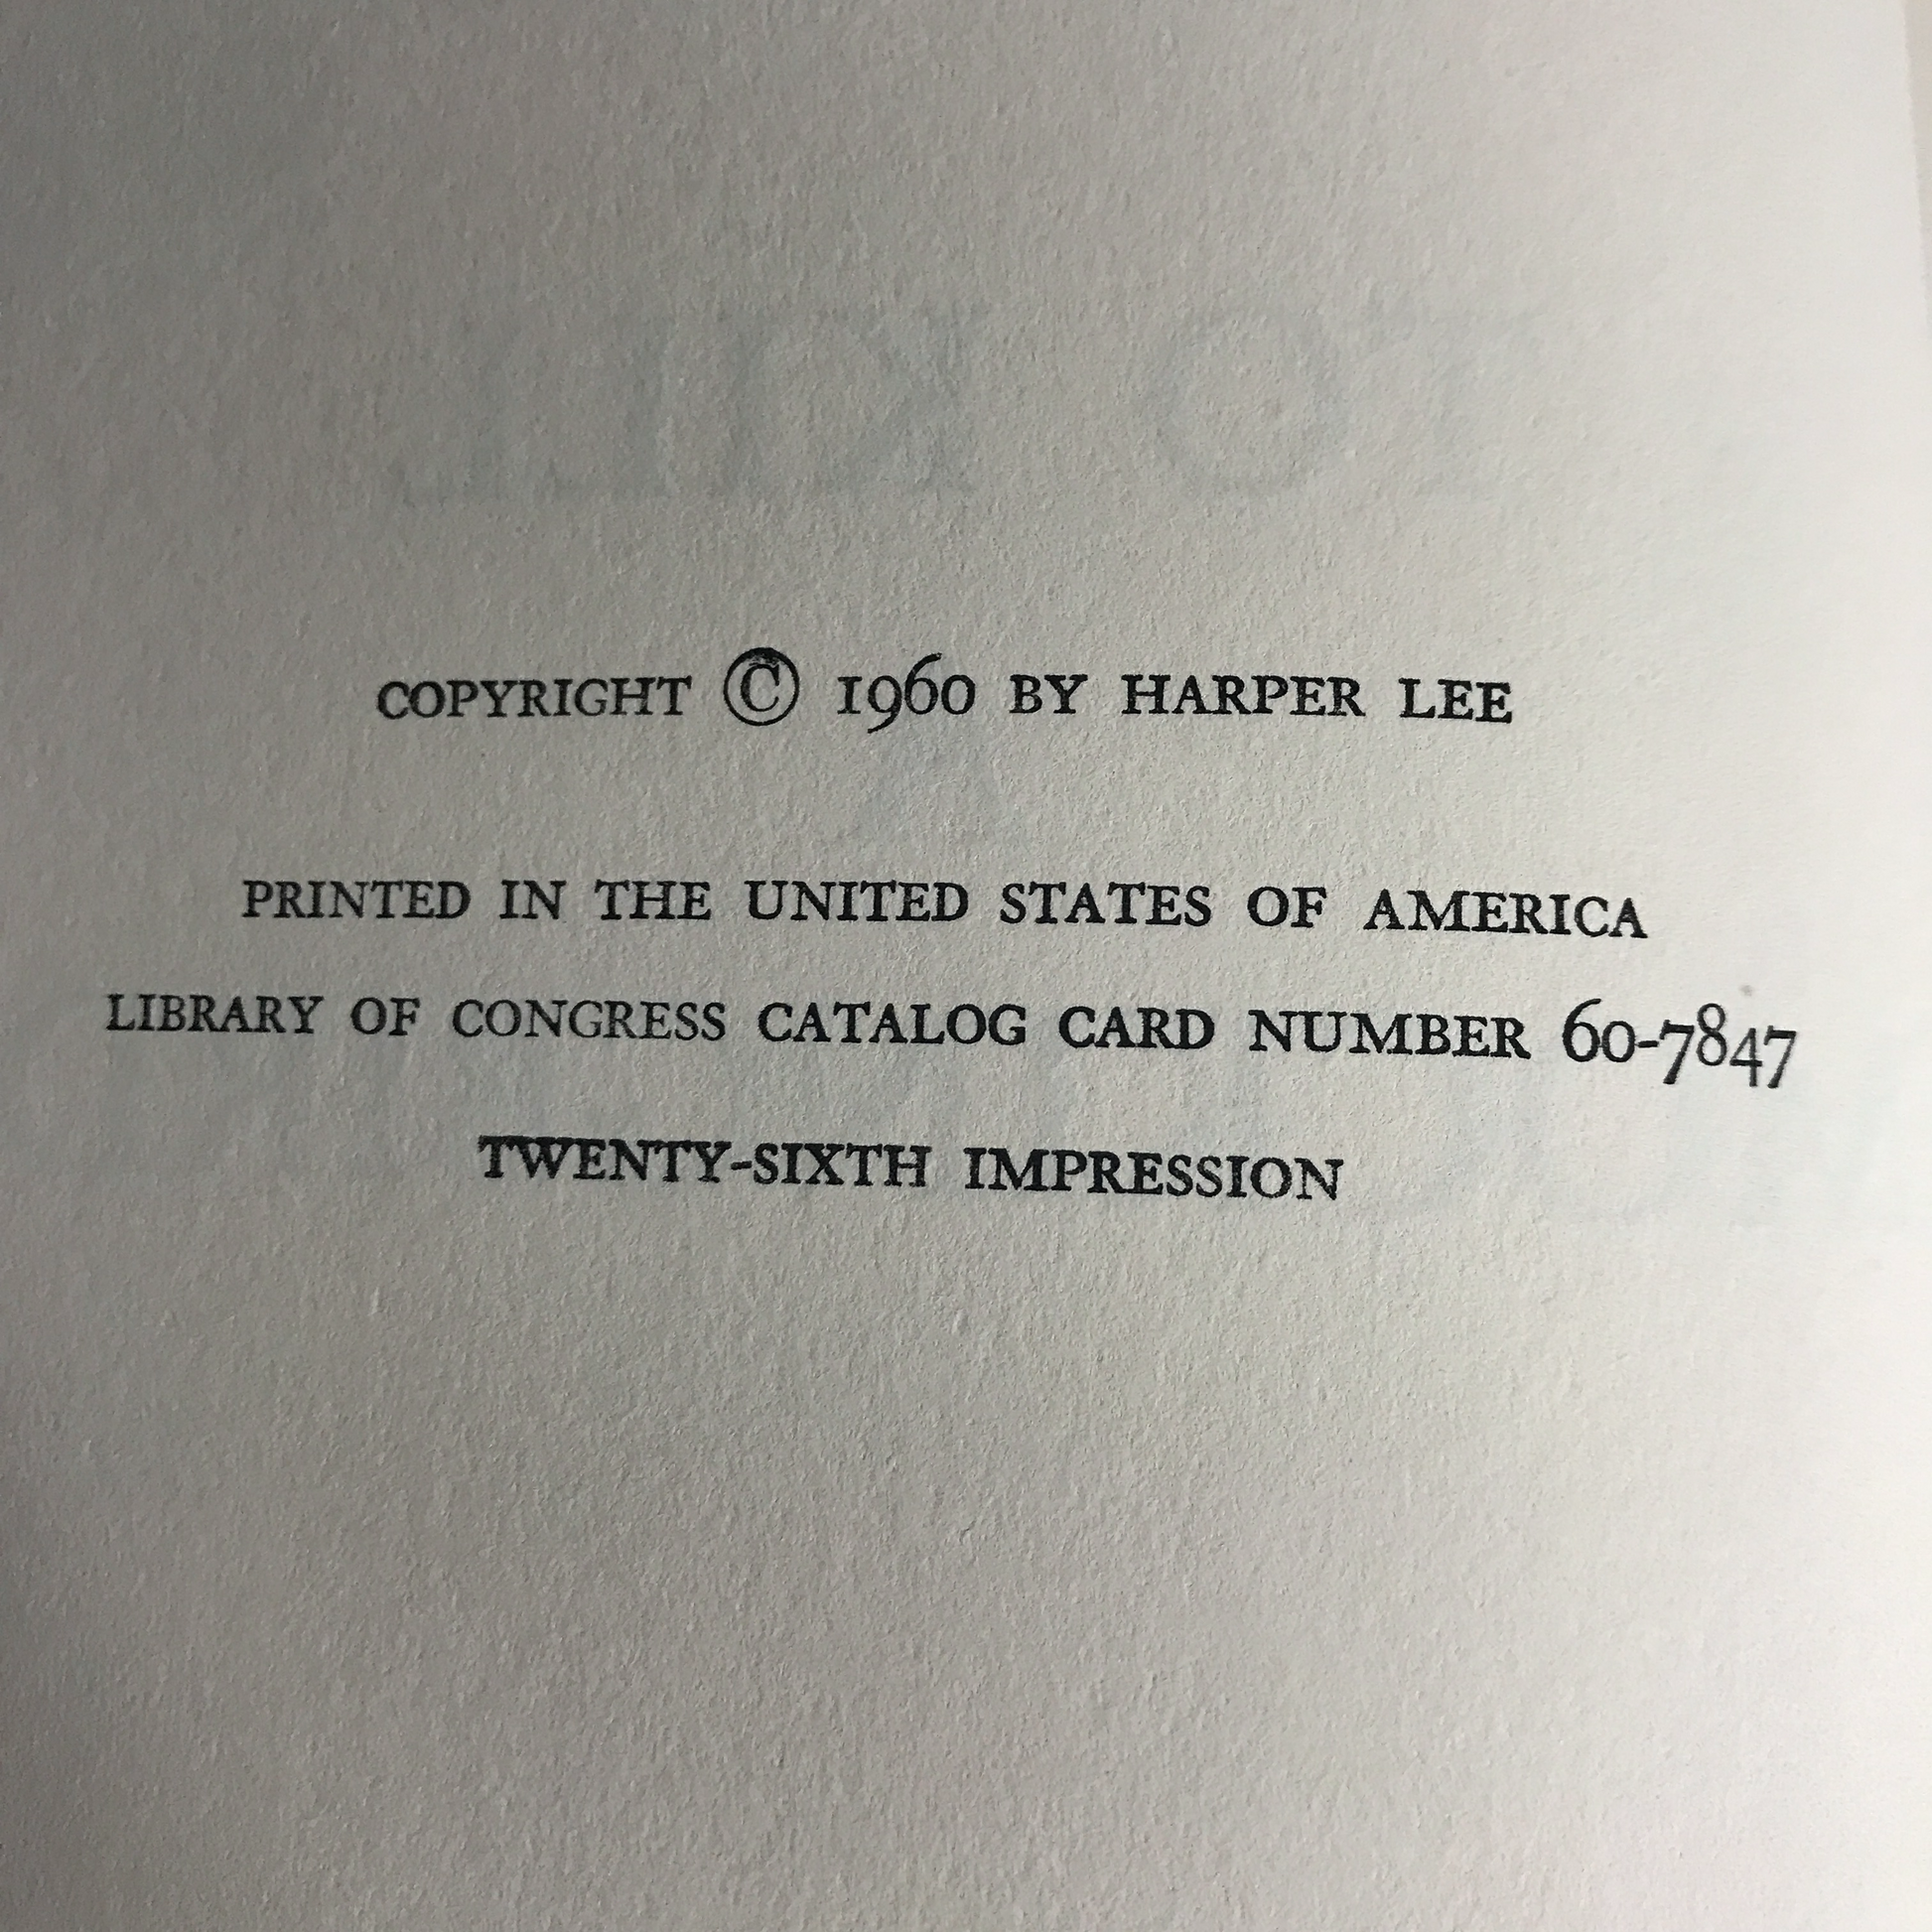 COPYRIGHT © 1960 BY HARPER LEE
PRINTED IN THE UNITED STATES OF AMERICA
LIBRARY OF CONGRESS CATALOG CARD NUMBER 60-7847
TWENTY-SIXTH IMPRESSION